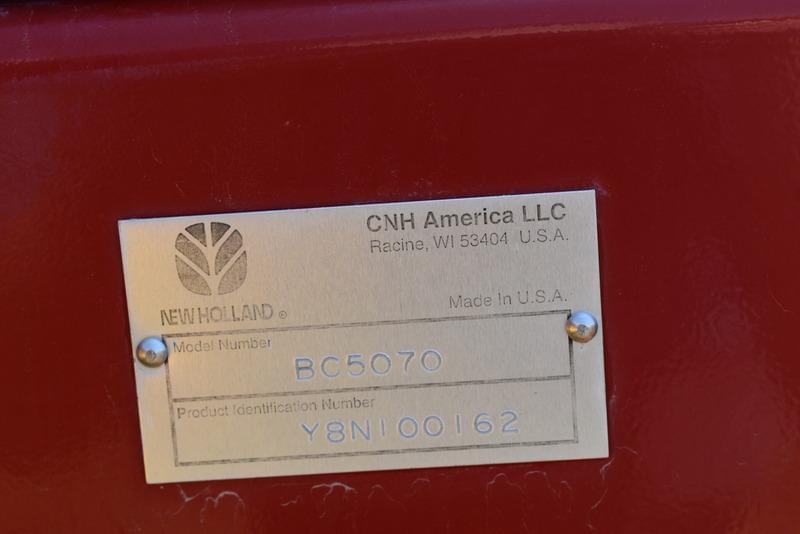 CNH America LLC
Racine, WI 53404 U.S.A.
NEW HOLLAND ®
Made In U.S.A.
Model Number
BC5070
Product Identification Number
Y8N100162